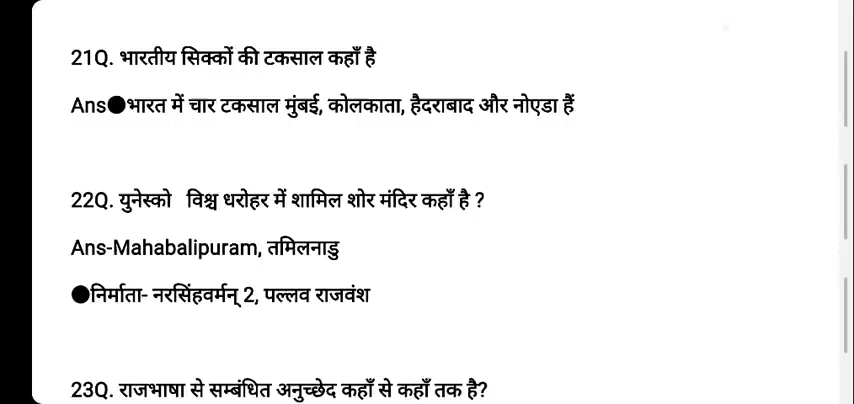 21Q. भारतीय सिक्कों की टकसाल कहाँ है
Ans●भारत में चार टकसाल मुंबई, कोलकाता, हैदराबाद और नोएडा हैं
22Q. युनेस्को विश्व धरोहर में शामिल शोर मंदिर कहाँ है ?
Ans-Mahabalipuram, तमिलनाडु
●निर्माता- नरसिंहवर्मन् 2, पल्लव राजवंश
23Q. राजभाषा से सम्बंधित अनुच्छेद कहाँ से कहाँ तक है?